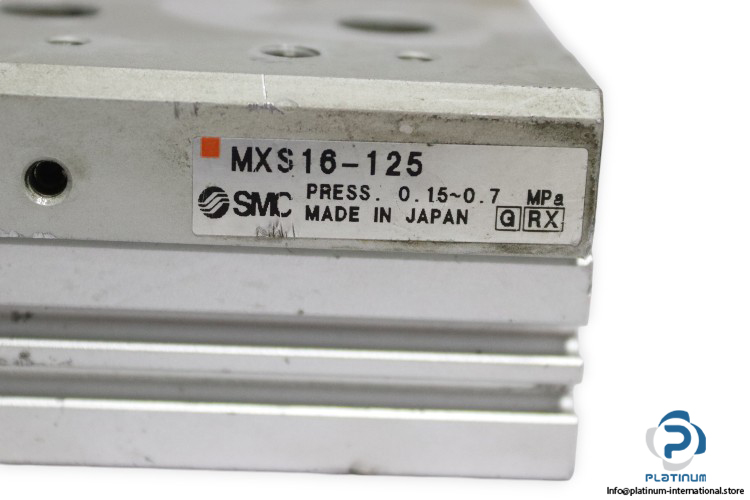 MXS16-125
SMC
PRESS. 0.15~0.7 MPa
MADE IN JAPAN
Q RX
PLATINUM
Info@platinum-international.store